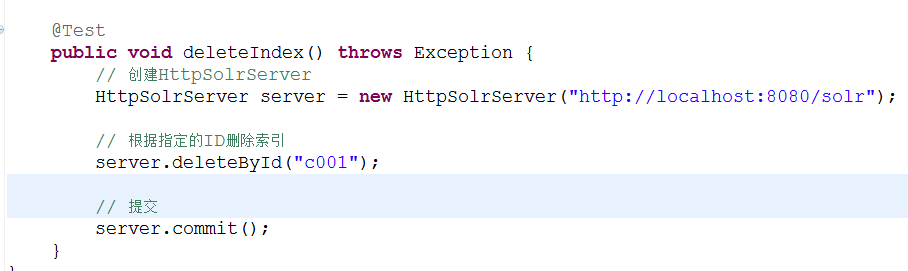 @Test
public void deleteIndex() throws Exception {
// 创建HttpSolrServer
HttpSolrServer server = new HttpSolrServer("http://localhost:8080/solr");
// 根据指定的ID删除索引
server.deleteById("c001");
// 提交
server.commit();
}
}